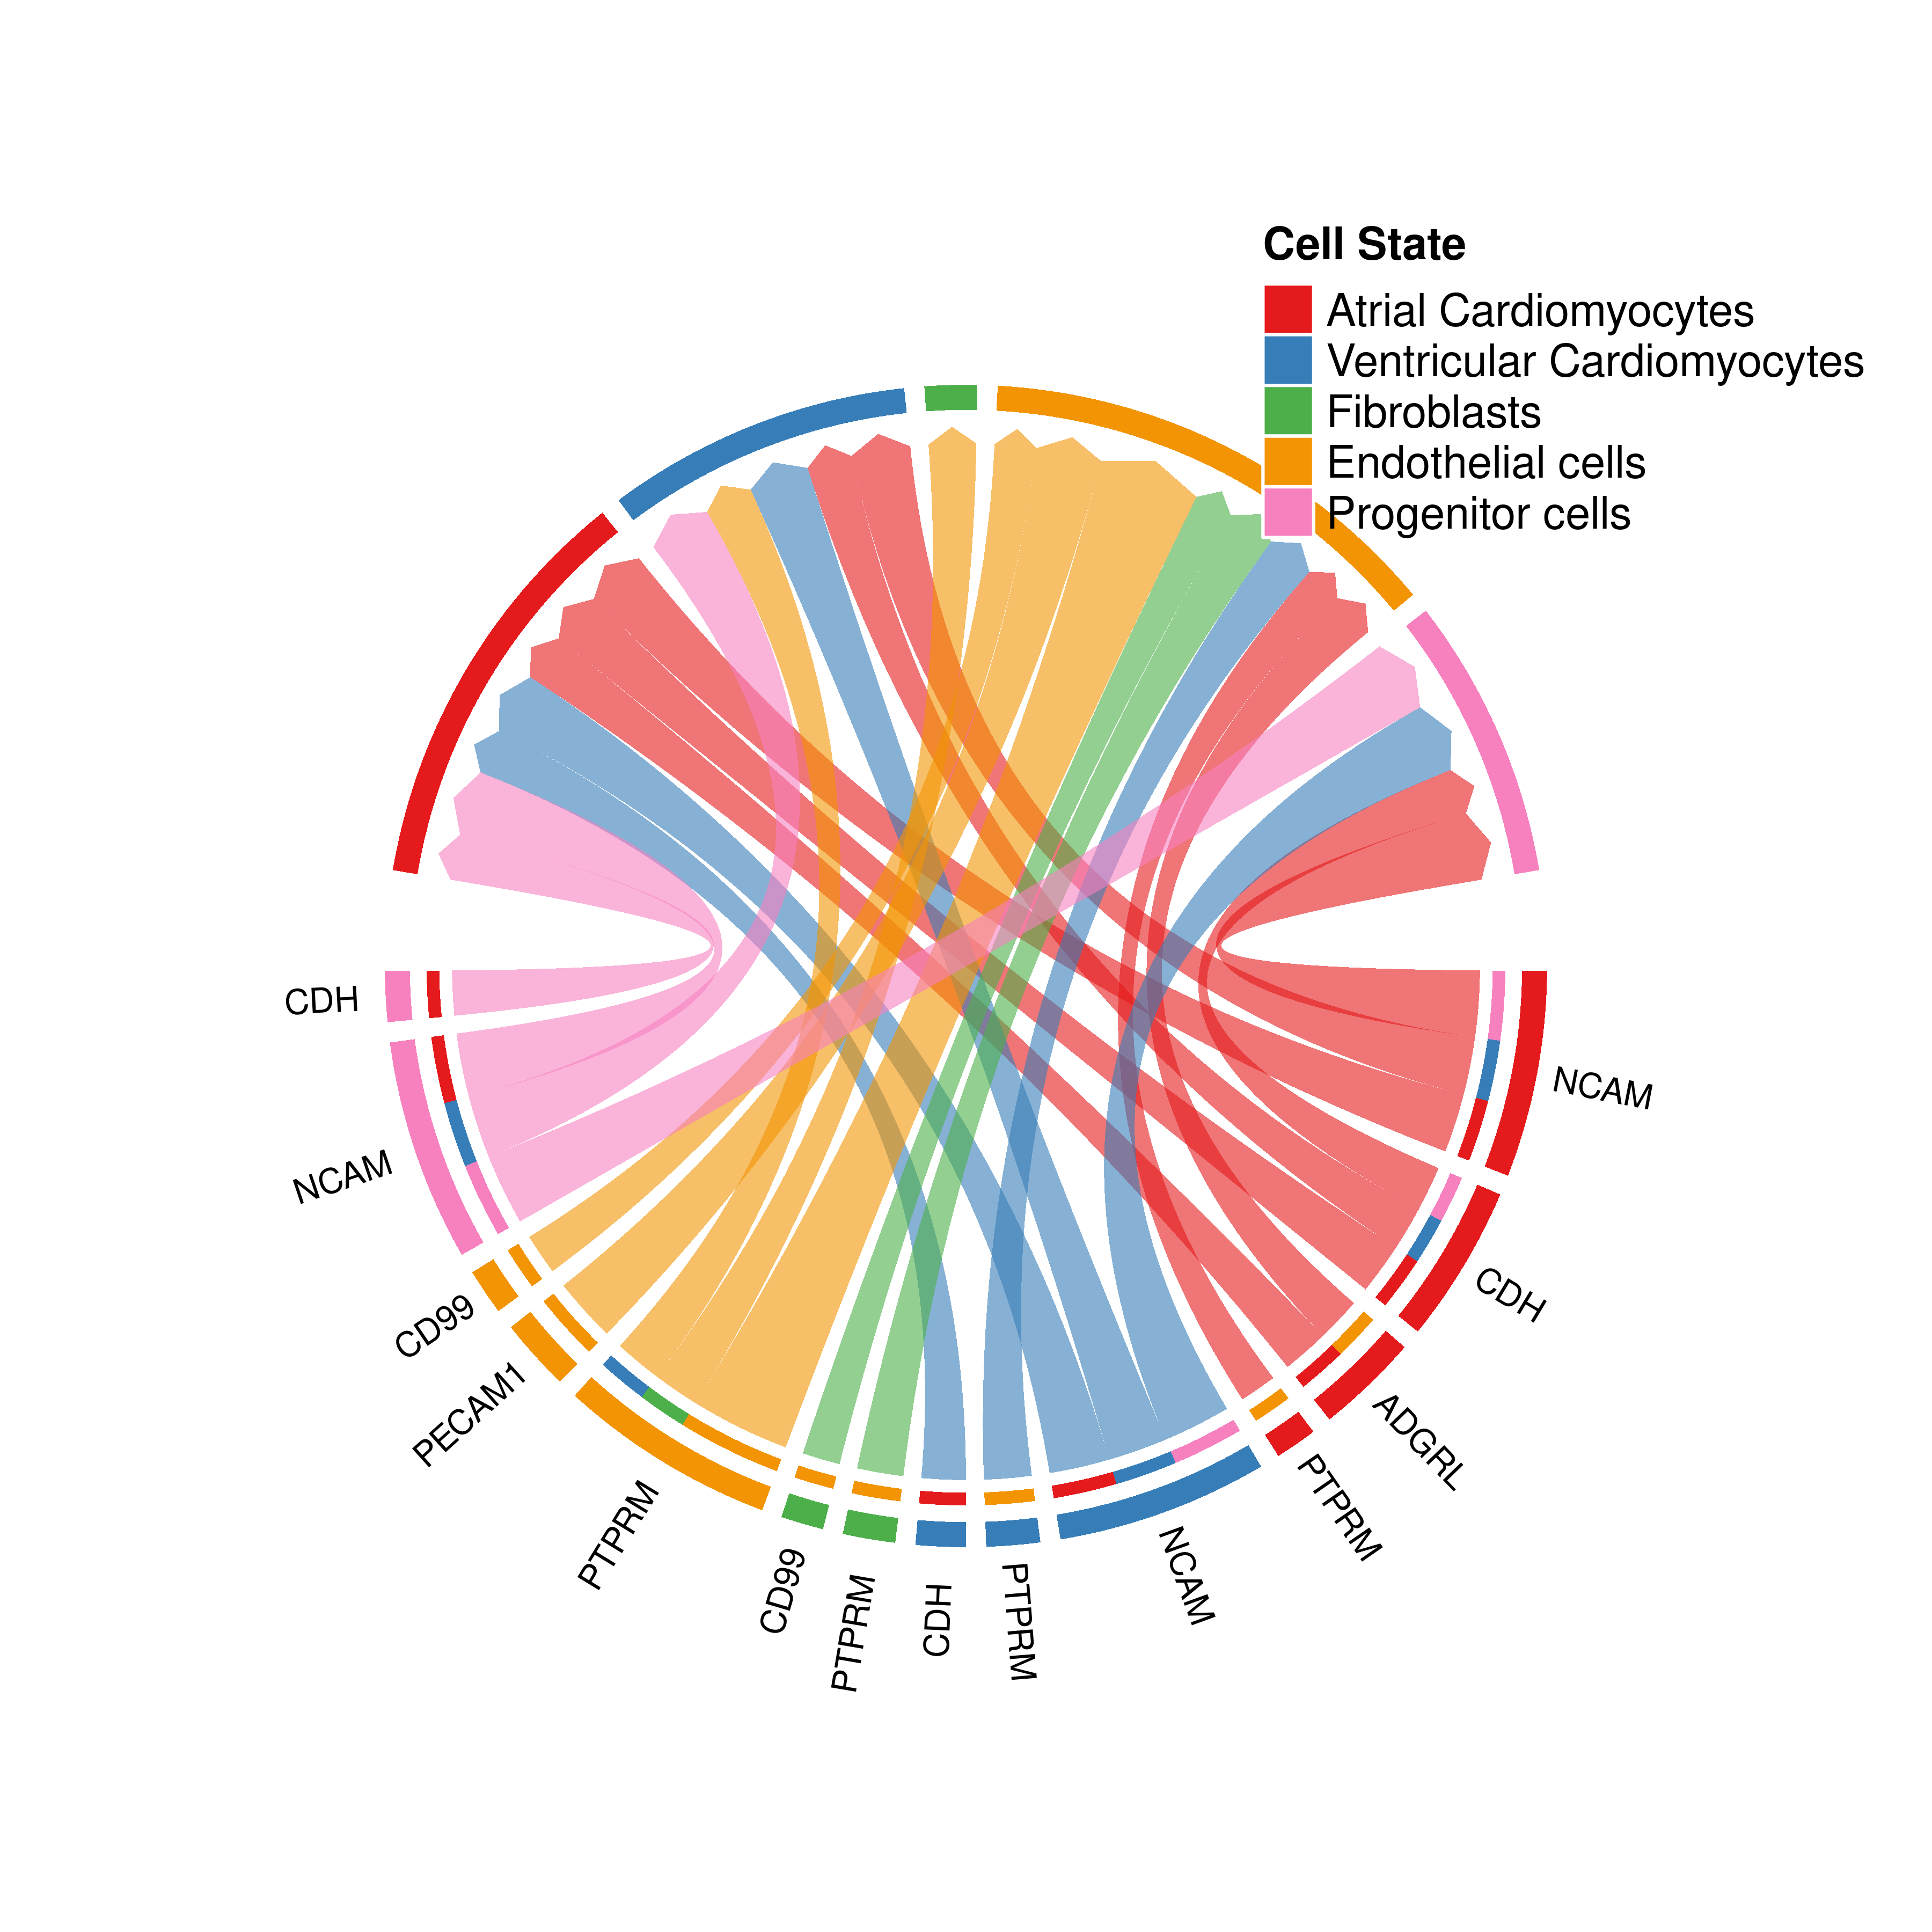 Cell State
Atrial Cardiomyocytes
Ventricular Cardiomyocytes
Fibroblasts
Endothelial cells
Progenitor cells
CDH
NCAM
CD99
PECAM1
PTPRM
CD99
PTPRM
CDH
PTPRM
NCAM
PTPRM
ADGRL
CDH
NCAM